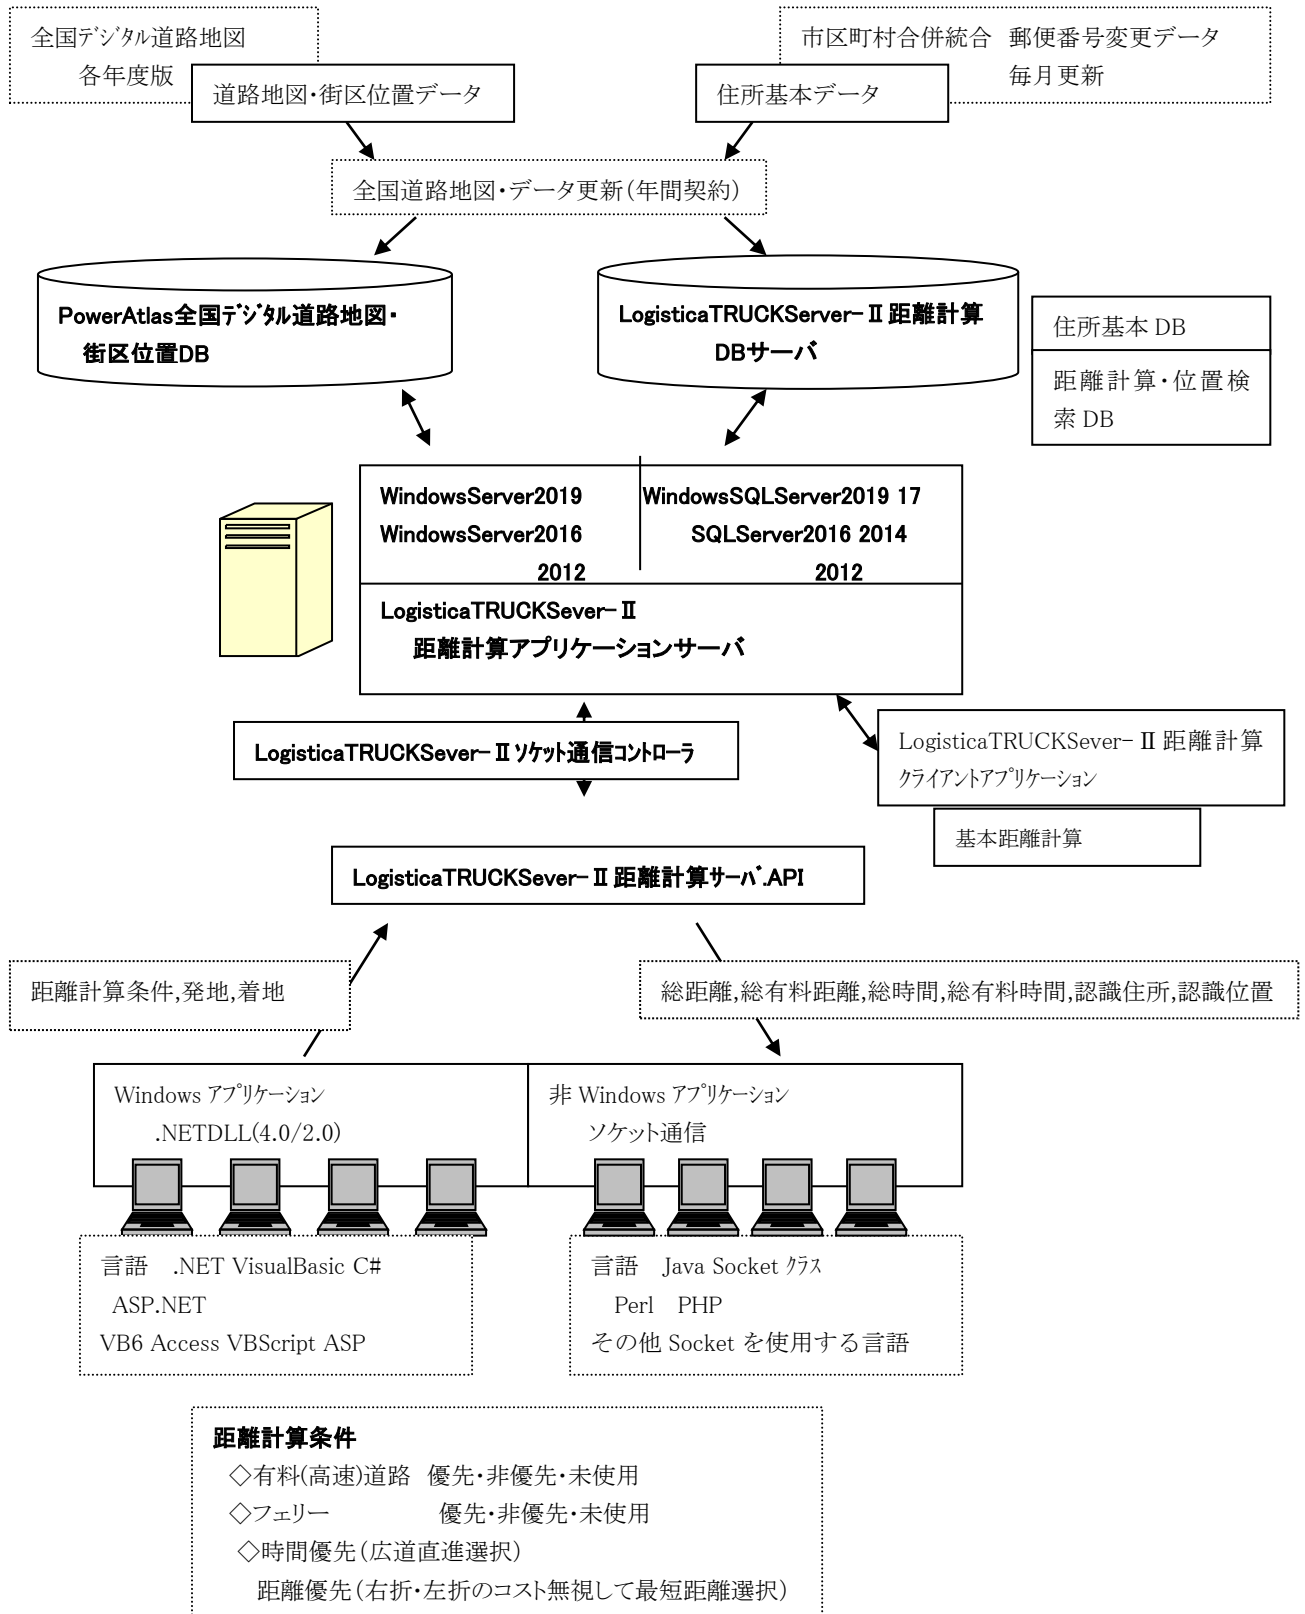 全国ﾃﾞｼﾞﾀﾙ道路地図
各年度版
道路地図・街区位置データ
市区町村合併統合　郵便番号変更データ
毎月更新
住所基本データ
全国道路地図・データ更新(年間契約)
PowerAtlas全国ﾃﾞｼﾞﾀﾙ道路地図・
街区位置DB
LogisticaTRUCKServer-Ⅱ距離計算
DBサーバ
住所基本 DB
距離計算・位置検
索 DB
WindowsServer2019
WindowsServer2016
2012
WindowsSQLServer2019 17
SQLServer2016 2014
2012
LogisticaTRUCKSever-Ⅱ
距離計算アプリケーションサーバ
LogisticaTRUCKSever-Ⅱｿｹｯﾄ通信ｺﾝﾄﾛｰﾗ
LogisticaTRUCKSever-Ⅱ距離計算
ｸﾗｲｱﾝﾄｱﾌﾟﾘｹｰｼｮﾝ
基本距離計算
LogisticaTRUCKSever-Ⅱ距離計算ｻｰﾊﾞ.API
距離計算条件,発地,着地
総距離,総有料距離,総時間,総有料時間,認識住所,認識位置
Windows ｱﾌﾟﾘｹｰｼｮﾝ
.NETDLL(4.0/2.0)
非 Windows ｱﾌﾟﾘｹｰｼｮﾝ
ソケット通信
言語　.NET VisualBasic C#
ASP.NET
VB6 Access VBScript ASP
言語　Java Socket ｸﾗｽ
Perl　PHP
その他 Socket を使用する言語
距離計算条件
◇有料(高速)道路　優先・非優先・未使用
◇フェリー　　　　優先・非優先・未使用
◇時間優先(広道直進選択)
距離優先(右折・左折のコスト無視して最短距離選択)